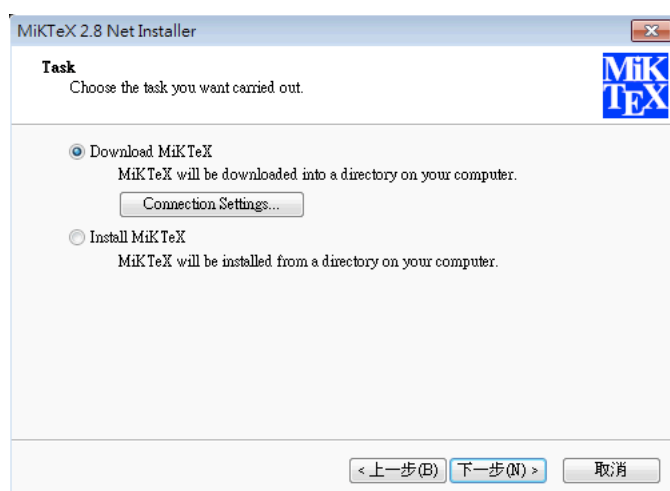 MiKTeX 2.8 Net Installer
Task
Choose the task you want carried out.
MiK
TEX
Download MiKTeX
MiKTeX will be downloaded into a directory on your computer.
Connection Settings...
Install MiKTeX
MiKTeX will be installed from a directory on your computer.
<上一步(B) 下一步(N)> 取消